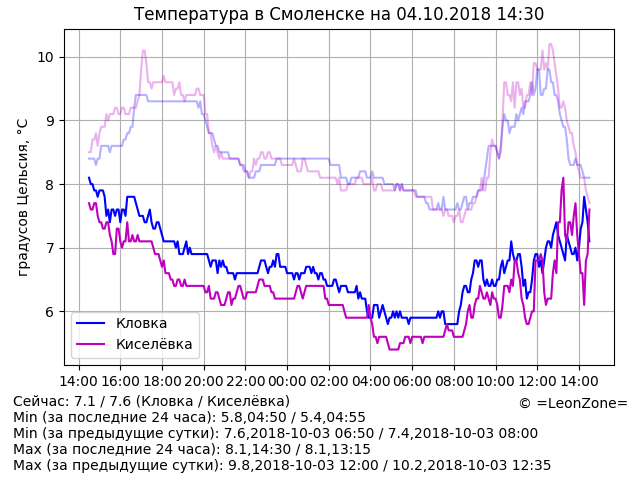 Температура в Смоленске на 04.10.2018 14:30
градусов Цельсия, °С
10
9
8
7
6
Кловка
Киселёвка
14:00 16:00 18:00 20:00 22:00 00:00 02:00 04:00 06:00 08:00 10:00 12:00 14:00
Сейчас: 7.1 / 7.6 (Кловка / Киселёвка)
© =LeonZone=
Min (за последние 24 часа): 5.8,04:50 / 5.4,04:55
Min (за предыдущие сутки): 7.6,2018-10-03 06:50 / 7.4,2018-10-03 08:00
Max (за последние 24 часа): 8.1,14:30 / 8.1,13:15
Max (за предыдущие сутки): 9.8,2018-10-03 12:00 / 10.2,2018-10-03 12:35